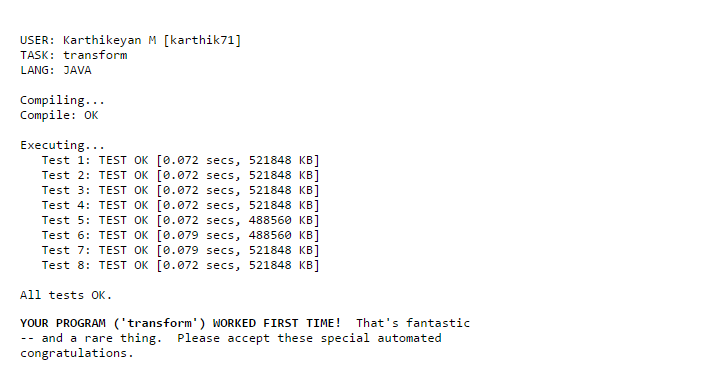 USER: Karthikeyan M [karthik71]
TASK: transform
LANG: JAVA
Compiling...
Compile: OK
Executing...
Test 1: TEST OK [0.072 secs, 521848 KB]
Test 2: TEST OK [0.072 secs, 521848 KB]
Test 3: TEST OK [0.072 secs, 521848 KB]
Test 4: TEST OK [0.072 secs, 521848 KB]
Test 5: TEST OK [0.072 secs, 488560 KB]
Test 6: TEST OK [0.079 secs, 488560 KB]
Test 7: TEST OK [0.079 secs, 521848 KB]
Test 8: TEST OK [0.072 secs, 521848 KB]
All tests OK.
YOUR PROGRAM ('transform') WORKED FIRST TIME!  That's fantastic
-- and a rare thing.  Please accept these special automated
congratulations.